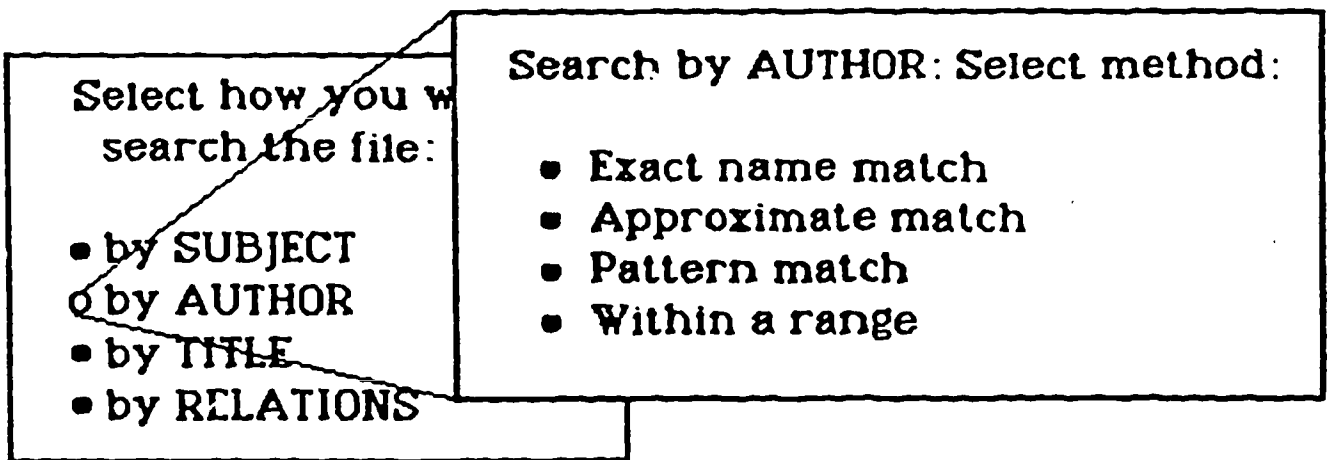 Select how you w
search the file:
• by SUBJECT
o by AUTHOR
• by TITLE
• by RELATIONS
Search by AUTHOR: Select method:
• Exact name match
• Approximate match
• Pattern match
• Within a range